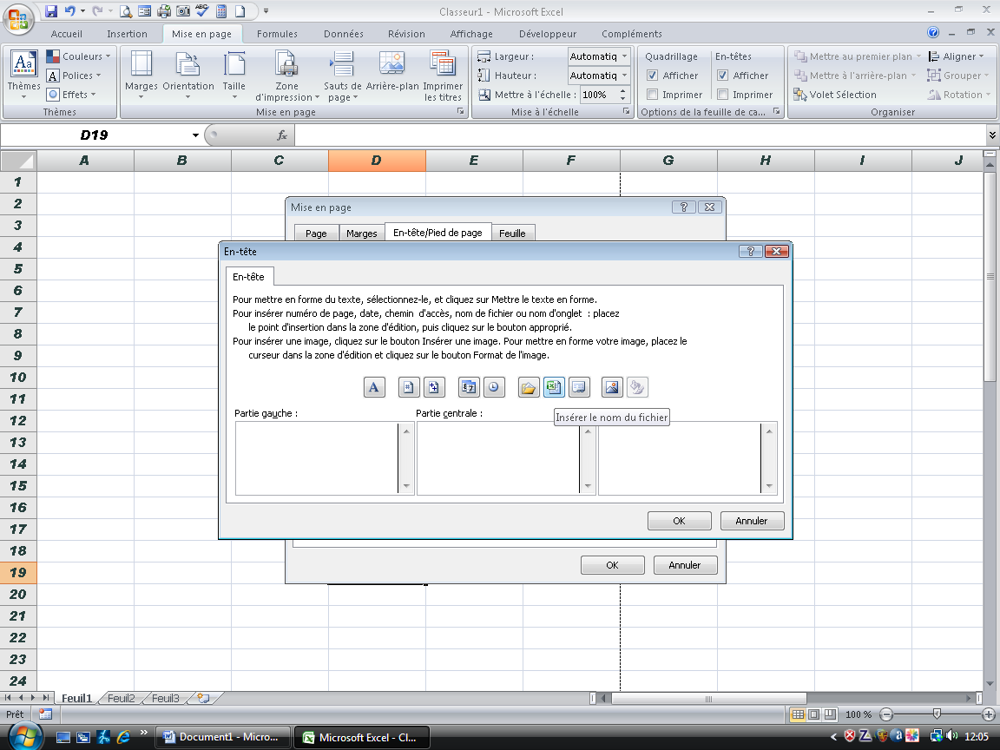 Classeur1 - Microsoft Excel
Accueil Insertion Mise en page Formules Données Révision Affichage Développeur Compléments
Couleurs Largeur : Automatiq Quadrillage En-têtes Mettre au premier plan Aligner
Aa Polices Hauteur : Automatiq Afficher Afficher Mettre à l'arrière-plan Grouper
Thèmes Effets Marges Orientation Taille Zone d'impression Sauts de page Arrière-plan Imprimer les titres Mettre à l'échelle : 100% Imprimer Imprimer Volet Sélection Rotation
Thèmes Mise en page Mise à l'échelle Options de la feuille de ca... Organiser
D19 fx
A B C D E F G H I J
1
2
Mise en page
3
Page Marges En-tête/Pied de page Feuille
4
En-tête
5
En-tête
6
Pour mettre en forme du texte, sélectionnez-le, et cliquez sur Mettre le texte en forme.
7
Pour insérer numéro de page, date, chemin d'accès, nom de fichier ou nom d'onglet : placez
le point d'insertion dans la zone d'édition, puis cliquez sur le bouton approprié.
8
Pour insérer une image, cliquez sur le bouton Insérer une image. Pour mettre en forme votre image, placez le
9
curseur dans la zone d'édition et cliquez sur le bouton Format de l'image.
10
A
11
Partie gauche : Partie centrale : Insérer le nom du fichier
12
13
14
15
16
OK Annuler
17
18
OK Annuler
19
20
21
22
23
24
Feuil1 Feuil2 Feuil3
Prêt 100 %
Document1 - Micro... Microsoft Excel - Cl... 12:05